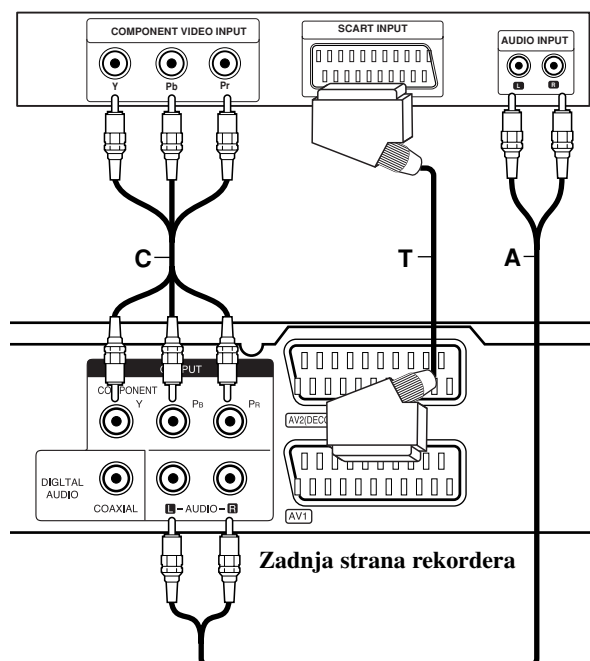 COMPONENT VIDEO INPUT
SCART INPUT
AUDIO INPUT
Y Pb Pr
L R
C T A
COMPONENT
Y PB PR
AV2(DECO
DIGLTAL
AUDIO
COAXIAL
L - AUDIO - R
AV1
Zadnja strana rekordera